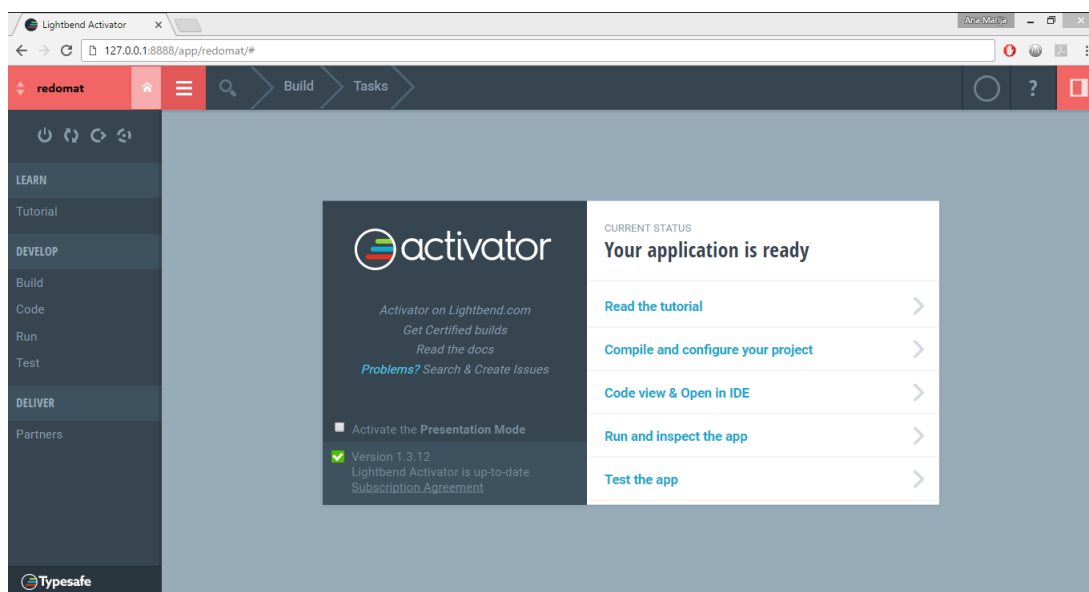 Lightbend Activator
Ana Marija
127.0.0.1:8888/app/redomat/#
redomat
Build
Tasks
?
LEARN
Tutorial
DEVELOP
Build
Code
Run
Test
DELIVER
Partners
Typesafe
activator
Activator on Lightbend.com
Get Certified builds
Read the docs
Problems? Search & Create Issues
Activate the Presentation Mode
Version 1.3.12
Lightbend Activator is up-to-date
Subscription Agreement
CURRENT STATUS
Your application is ready
Read the tutorial
Compile and configure your project
Code view & Open in IDE
Run and inspect the app
Test the app